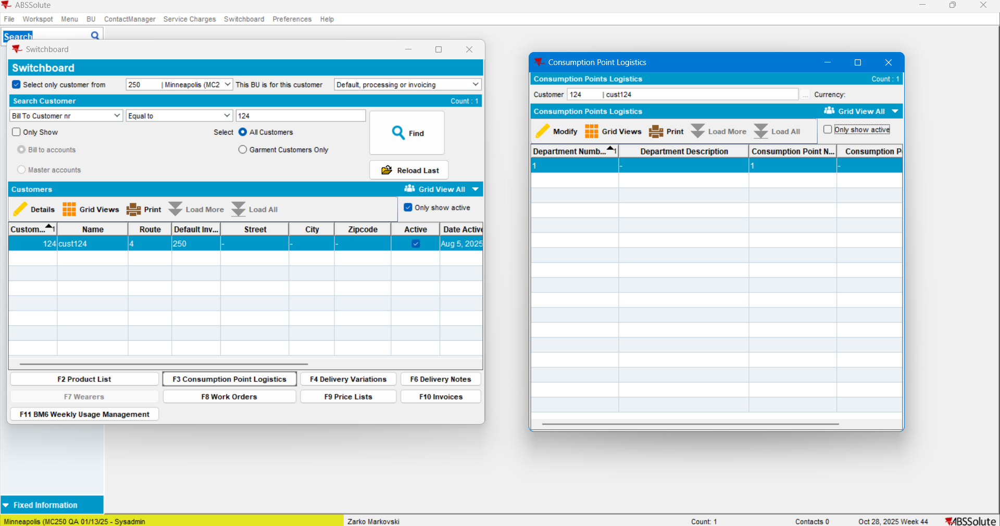 ABSSolute
File Workspot Menu BU ContactManager Service Charges Switchboard Preferences Help
Search
Switchboard
Switchboard
Select only customer from 250 | Minneapolis (MC2 This BU is for this customer Default, processing or invoicing
Search Customer Count : 1
Bill To Customer nr Equal to 124
Find
Only Show Select All Customers
Bill to accounts Garment Customers Only
Master accounts
Reload Last
Customers Grid View All
Details Grid Views Print Load More Load All Only show active
Custom... 1 Name Route Default Inv... Street City Zipcode Active Date Active
124 cust124 4 250 - - - Aug 5, 2025
F2 Product List F3 Consumption Point Logistics F4 Delivery Variations F6 Delivery Notes
F7 Wearers F8 Work Orders F9 Price Lists F10 Invoices
F11 BM6 Weekly Usage Management
Consumption Point Logistics
Consumption Points Logistics Count : 1
Customer 124 | cust124 ... Currency:
Consumption Points Logistics Grid View All
Modify Grid Views Print Load More Load All Only show active
Department Numb... 1 Department Description Consumption Point N... Consumption P
1 - 1 -
Fixed Information
Minneapolis (MC250 QA 01/13/25 - Sysadmin Zarko Markovski Count: 1 Contacts 0 Oct 28, 2025 Week 44 ABSSolute